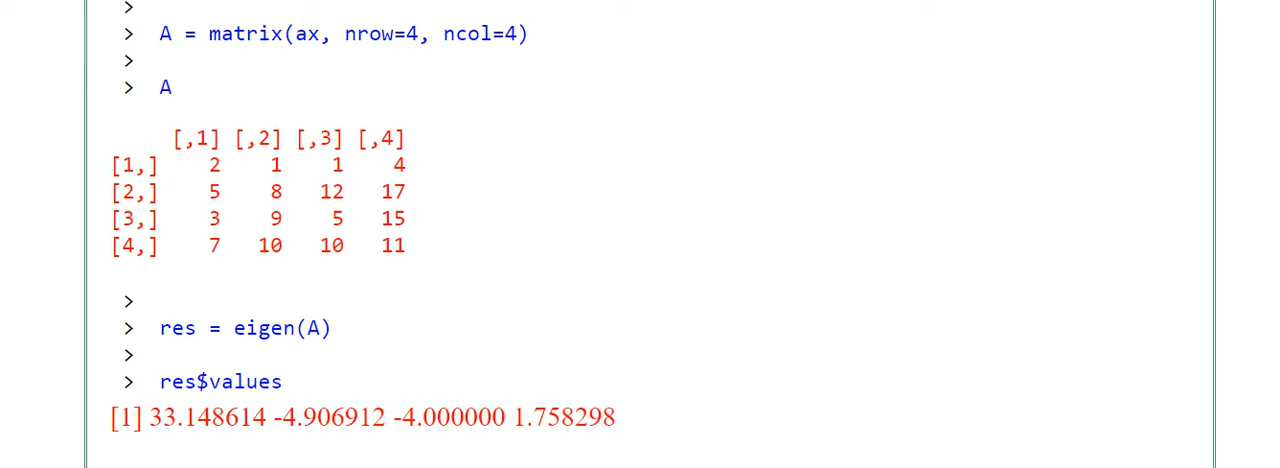 >
> A = matrix(ax, nrow=4, ncol=4)
>
> A
[,1] [,2] [,3] [,4]
[1,] 2 1 1 4
[2,] 5 8 12 17
[3,] 3 9 5 15
[4,] 7 10 10 11
>
> res = eigen(A)
>
> res$values
[1] 33.148614 -4.906912 -4.000000 1.758298